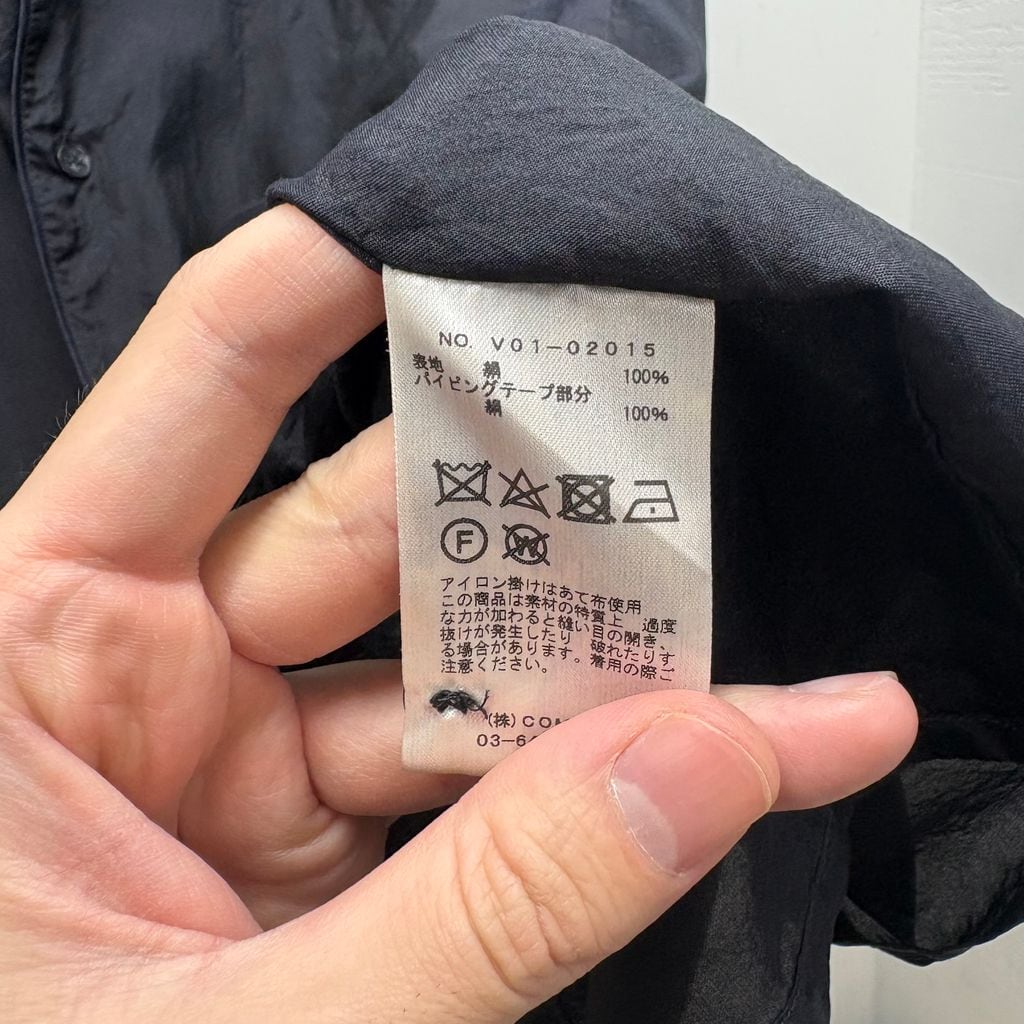 NO. V01-02015
表地 絹 100%
パイピングテープ部分
絹 100%
F W
アイロン掛けはあて布使用
この商品は素材の特質上 過度
な力が加わると縫い目の開き、
抜けが発生したり 破れたりす
る場合があります。着用の際ご
注意ください。
(株)COM
03-6